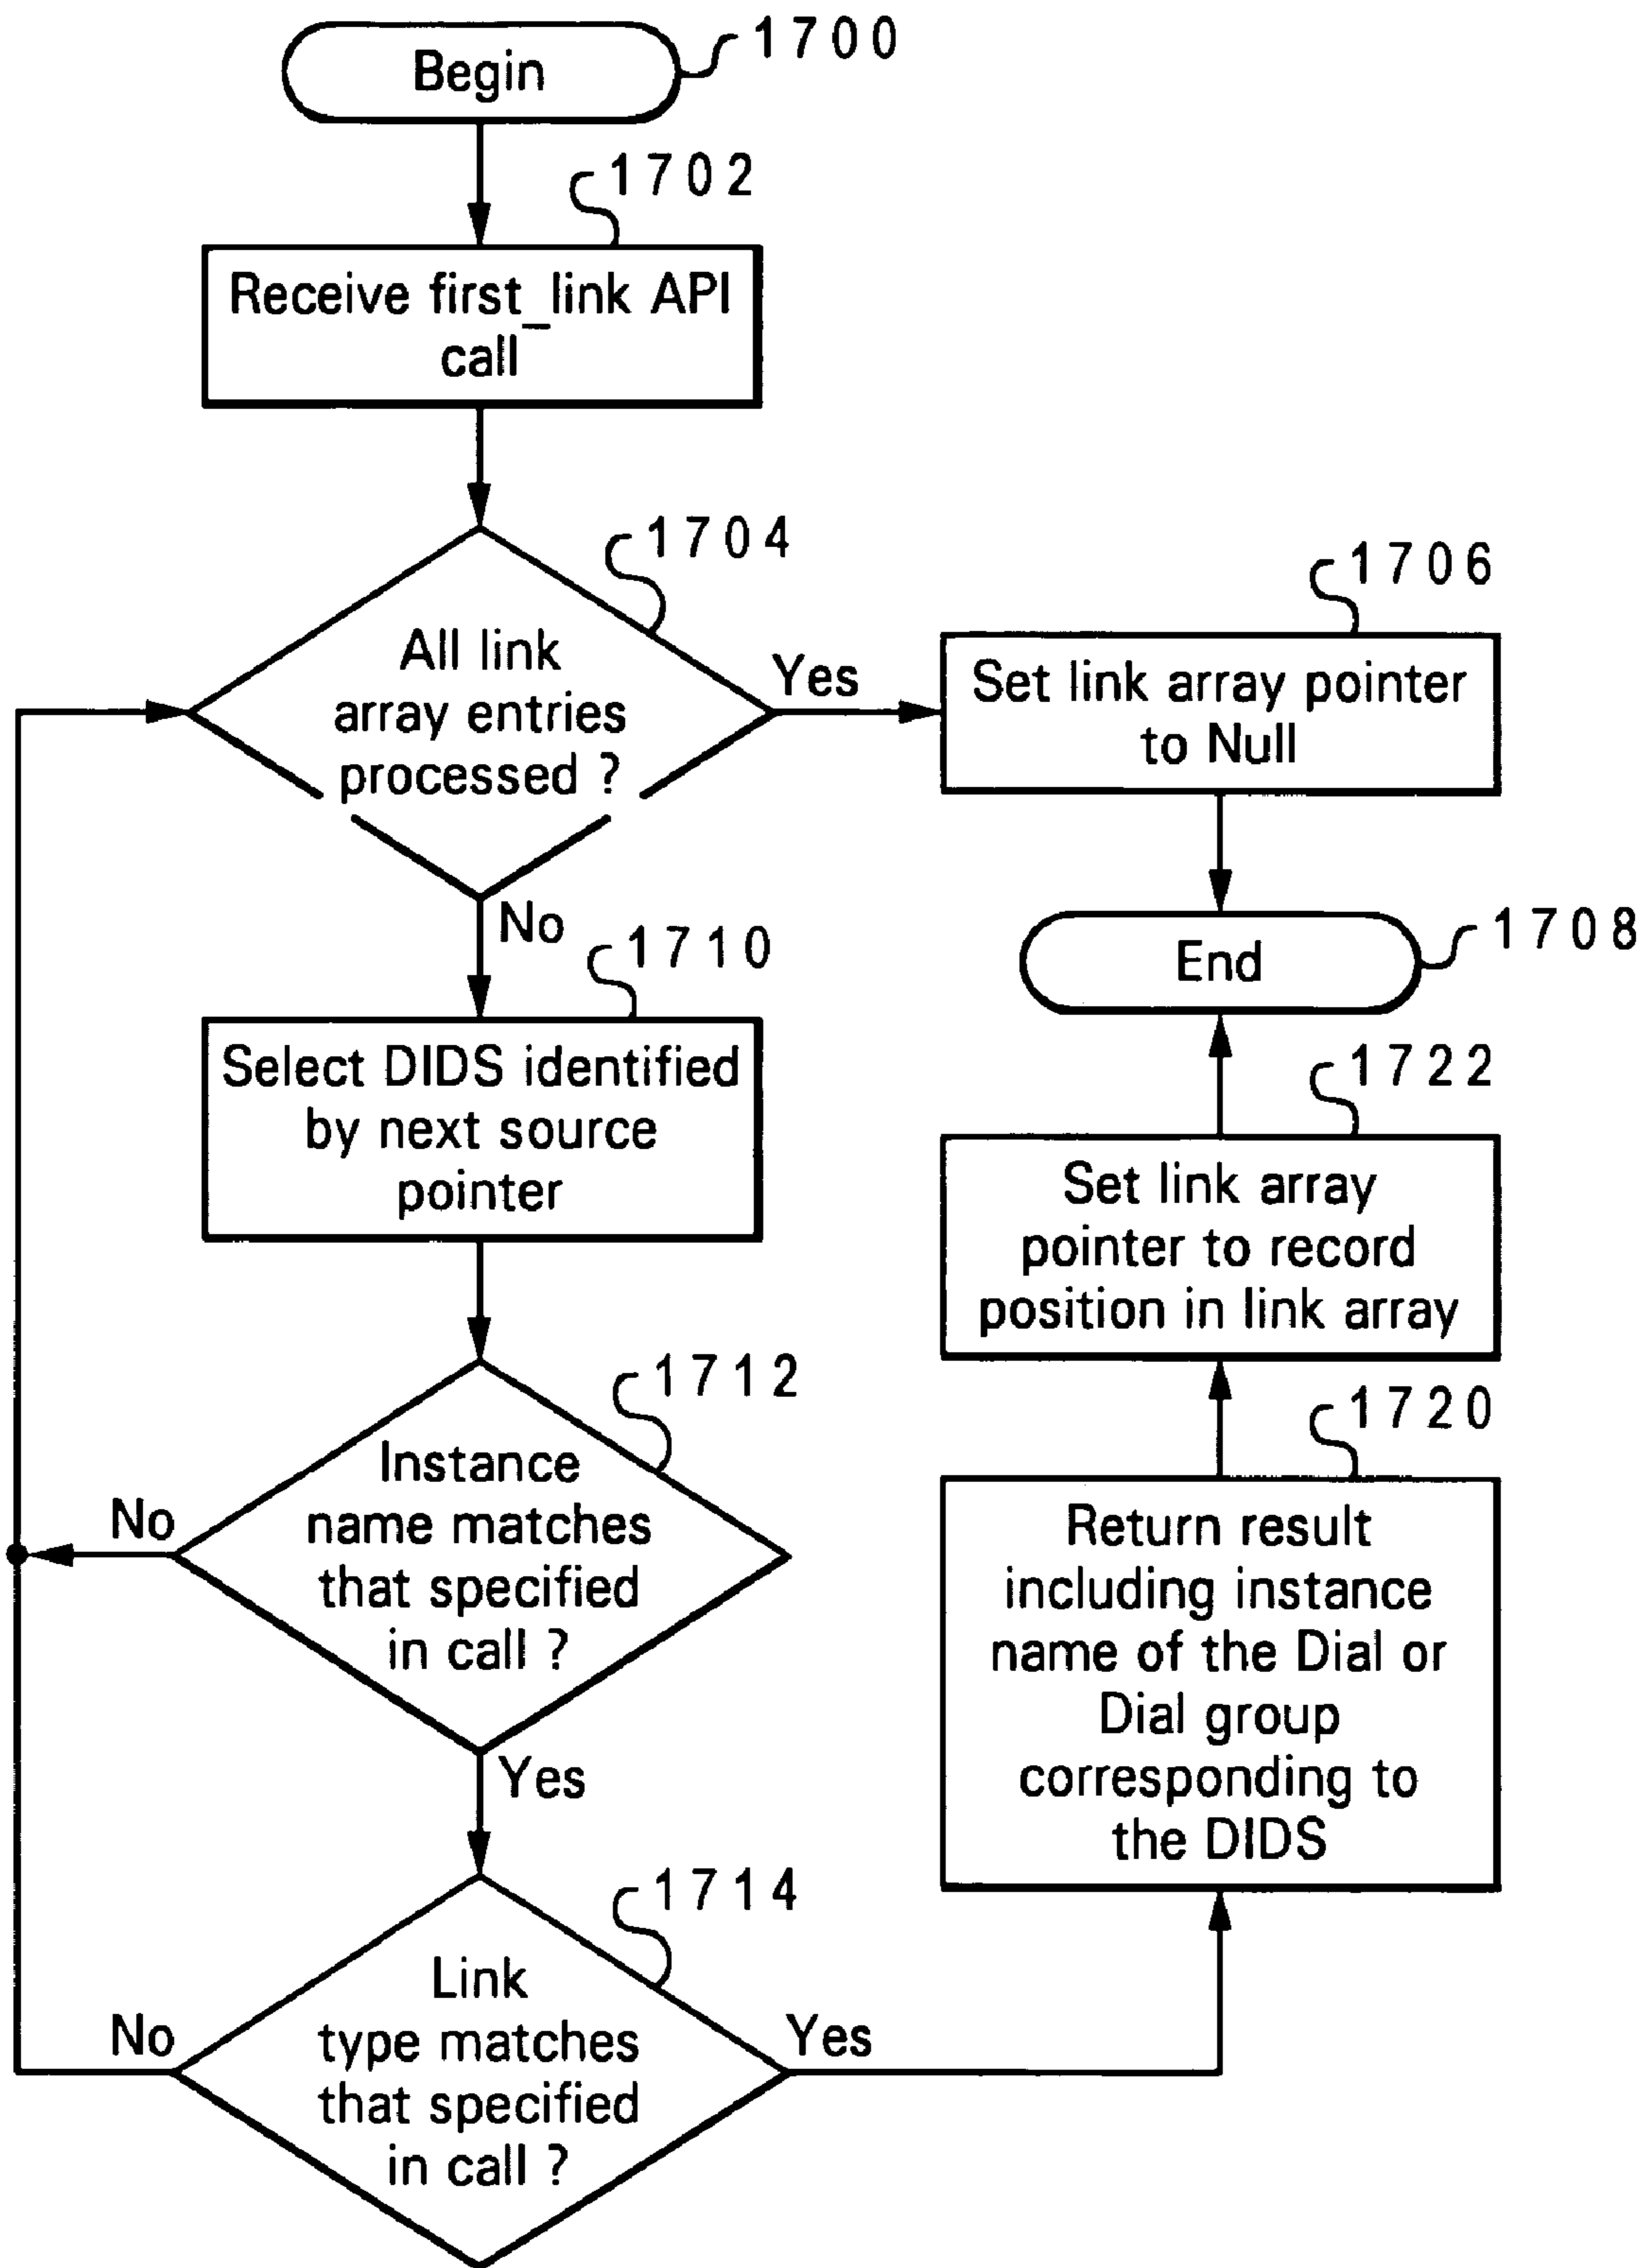 Begin
1700
1702
Receive first_link API
call
1704
All link
array entries
processed ?
Yes
1706
Set link array pointer
to Null
No
1708
End
1710
Select DIDS identified
by next source
pointer
1712
Instance
name matches
that specified
in call ?
No
Yes
1714
Link
type matches
that specified
in call ?
No
Yes
1720
Return result
including instance
name of the Dial or
Dial group
corresponding to
the DIDS
1722
Set link array
pointer to record
position in link array